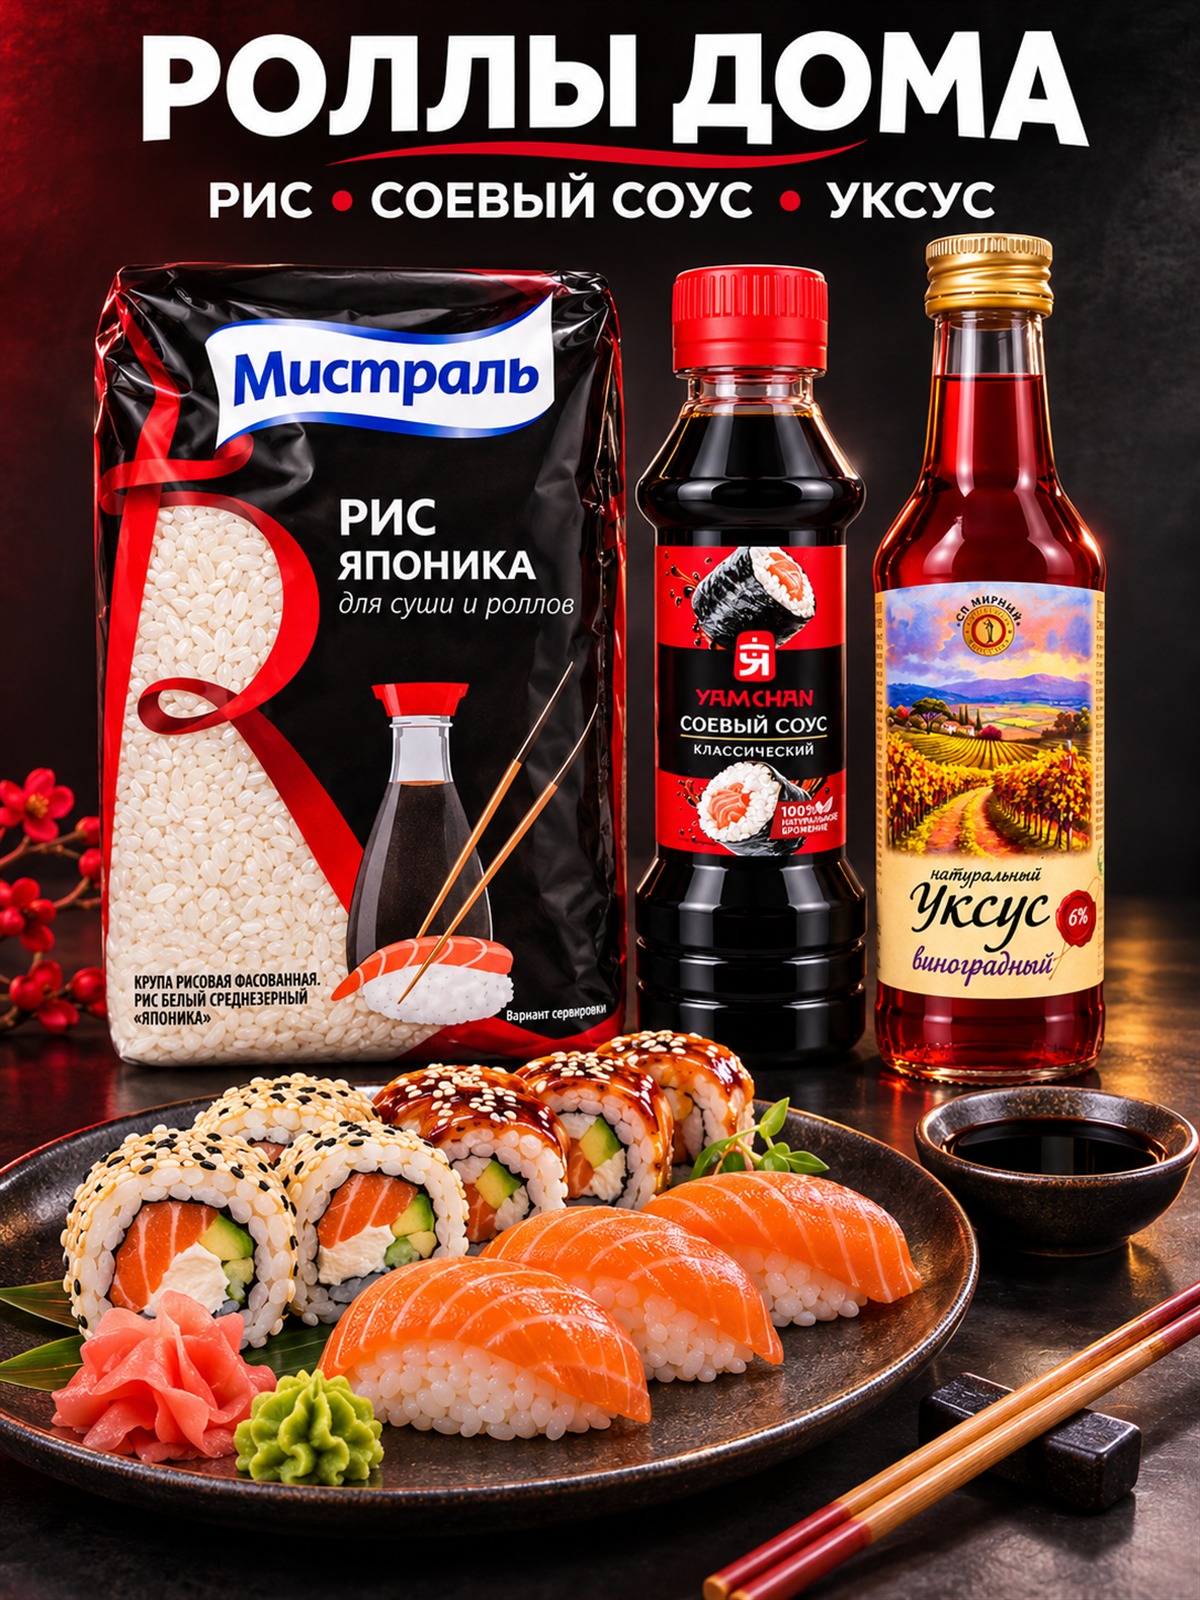 РОЛЛЫ ДОМА
РИС • СОЕВЫЙ СОУС • УКСУС
Мистраль
РИС
ЯПОНИКА
для суши и роллов
КРУПА РИСОВАЯ ФАСОВАННАЯ.
РИС БЕЛЫЙ СРЕДНЕЗЕРНЫЙ
«ЯПОНИКА»
Вариант сервировки
YAMCHAN
СОЕВЫЙ СОУС
КЛАССИЧЕСКИЙ
100%
НАТУРАЛЬНОЕ
БРОЖЕНИЕ
СП МИРНЫЙ
натуральный
Уксус
6%
виноградный